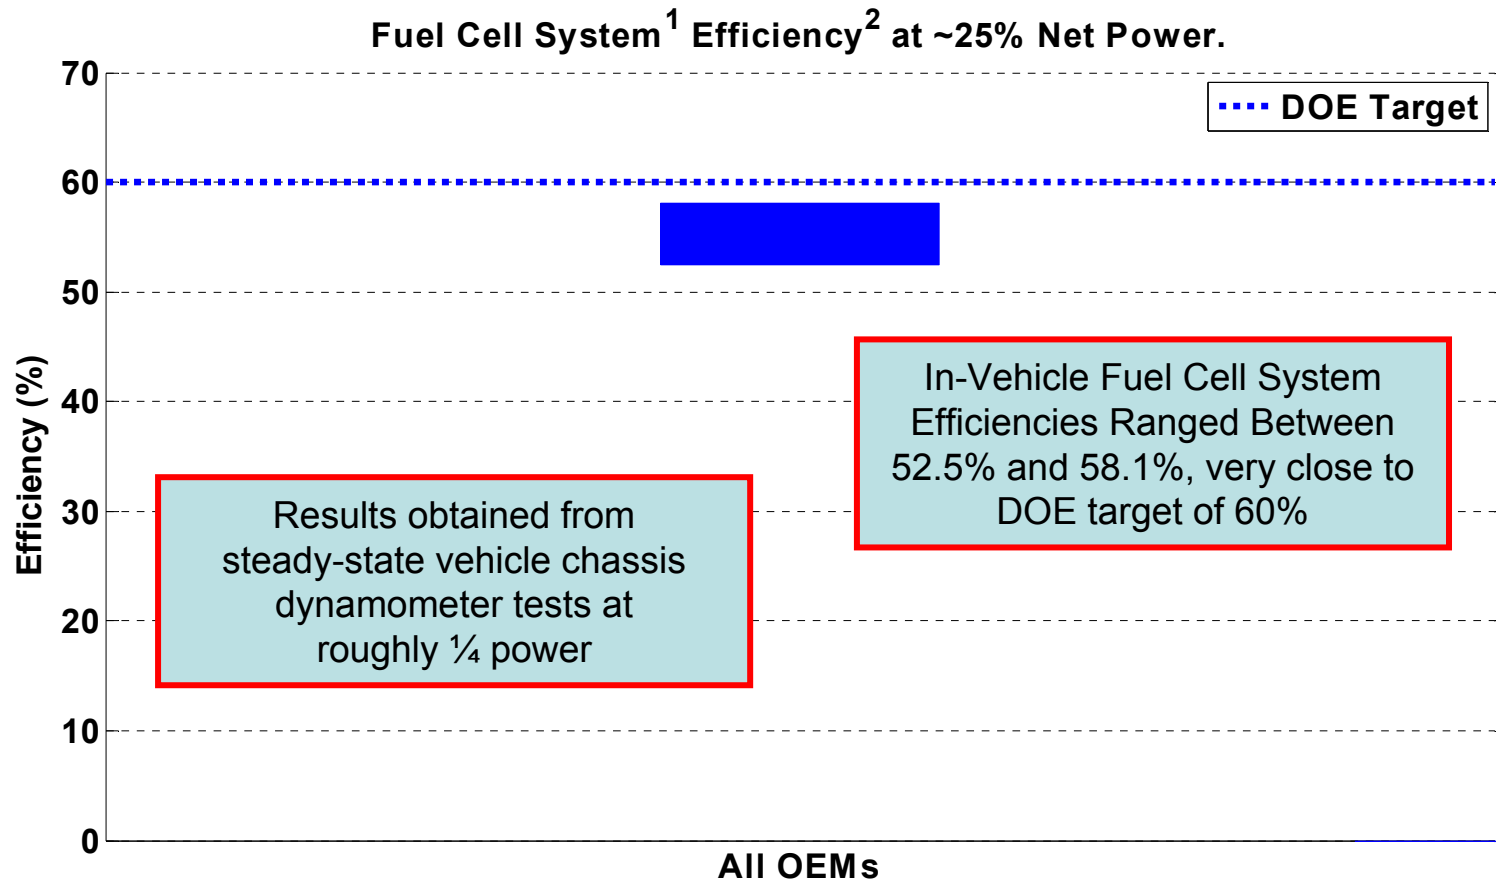 Fuel Cell System1 Efficiency2 at ~25% Net Power.
70
DOE Target
60
50
Efficiency (%)
40
In-Vehicle Fuel Cell System
Efficiencies Ranged Between
52.5% and 58.1%, very close to
DOE target of 60%
30
Results obtained from
steady-state vehicle chassis
dynamometer tests at
roughly ¼ power
20
10
0
All OEMs